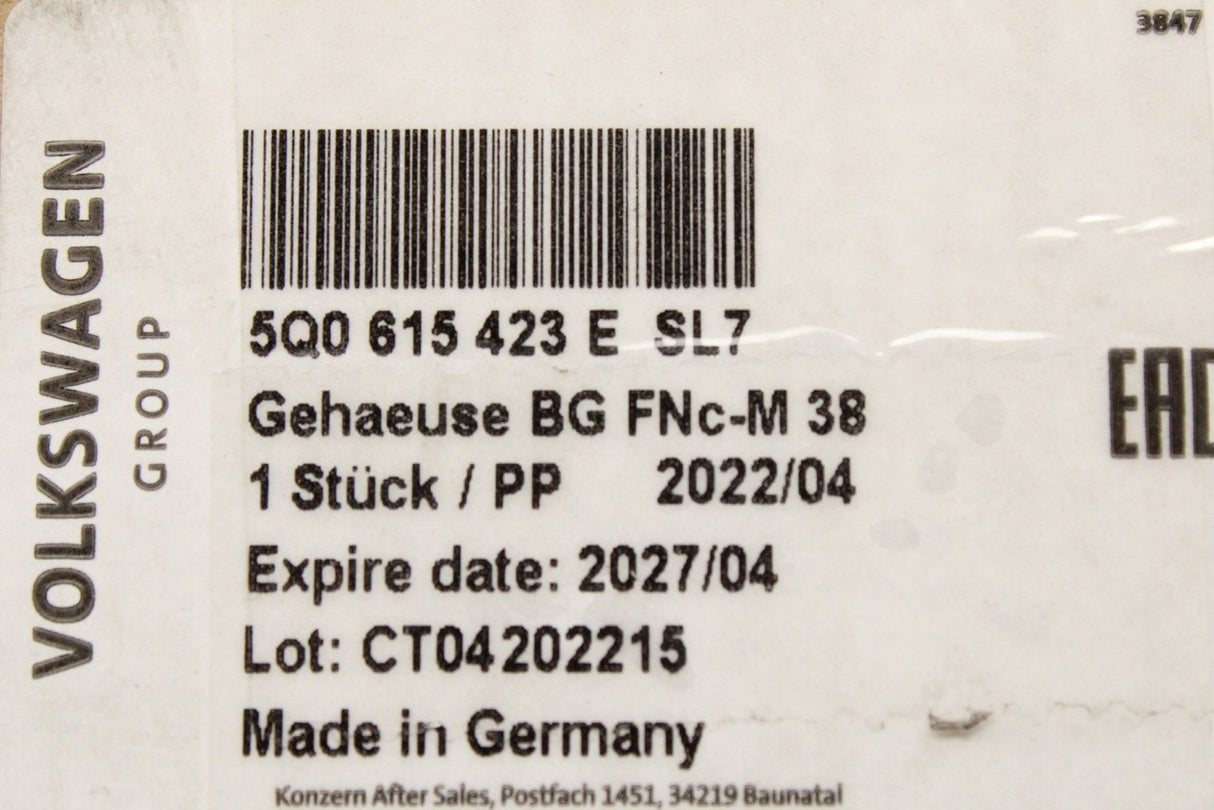 3847
VOLKSWAGEN
GROUP
5Q0 615 423 E SL7
Gehaeuse BG FNc-M 38
1 Stück / PP 2022/04
Expire date: 2027/04
Lot: CT04202215
Made in Germany
Konzern After Sales, Postfach 1451, 34219 Baunatal
EAC